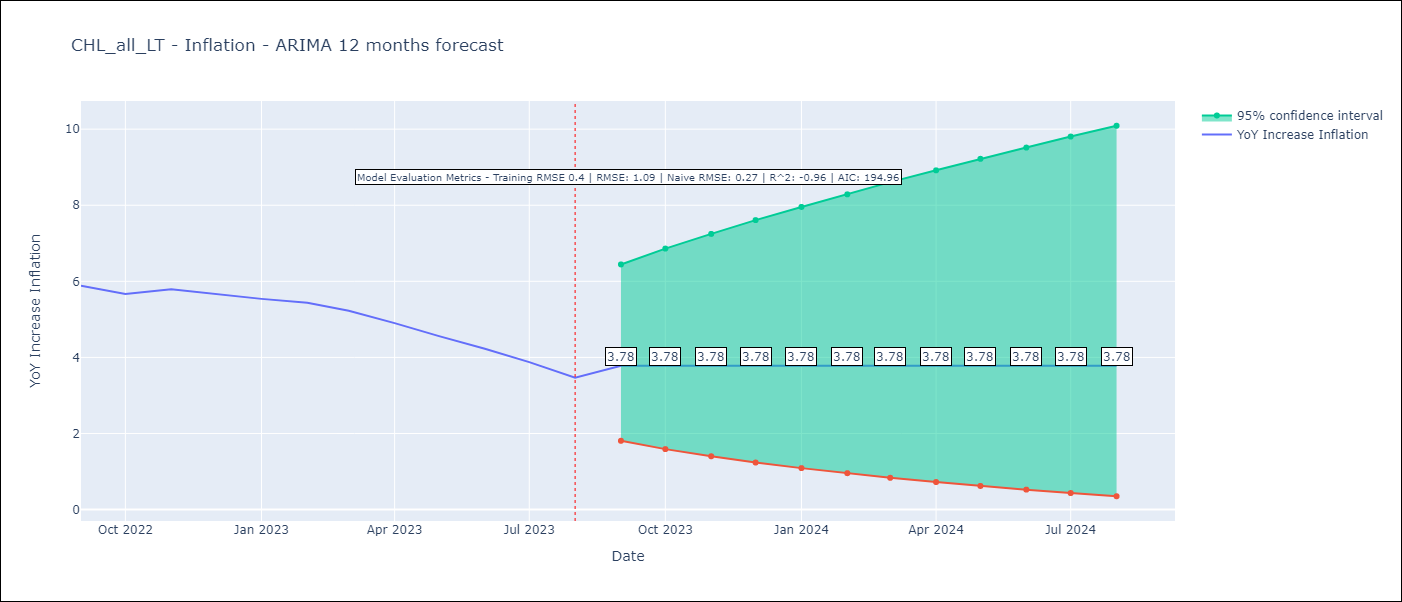 CHL_all_LT - Inflation - ARIMA 12 months forecast
95% confidence interval
YoY Increase Inflation
Model Evaluation Metrics - Training RMSE 0.4 | RMSE: 1.09 | Naive RMSE: 0.27 | R^2: -0.96 | AIC: 194.96
YoY Increase Inflation
10
8
6
4
2
0
3.78 3.78 3.78 3.78 3.78 3.78 3.78 3.78 3.78 3.78 3.78 3.78
Oct 2022 Jan 2023 Apr 2023 Jul 2023 Oct 2023 Jan 2024 Apr 2024 Jul 2024
Date